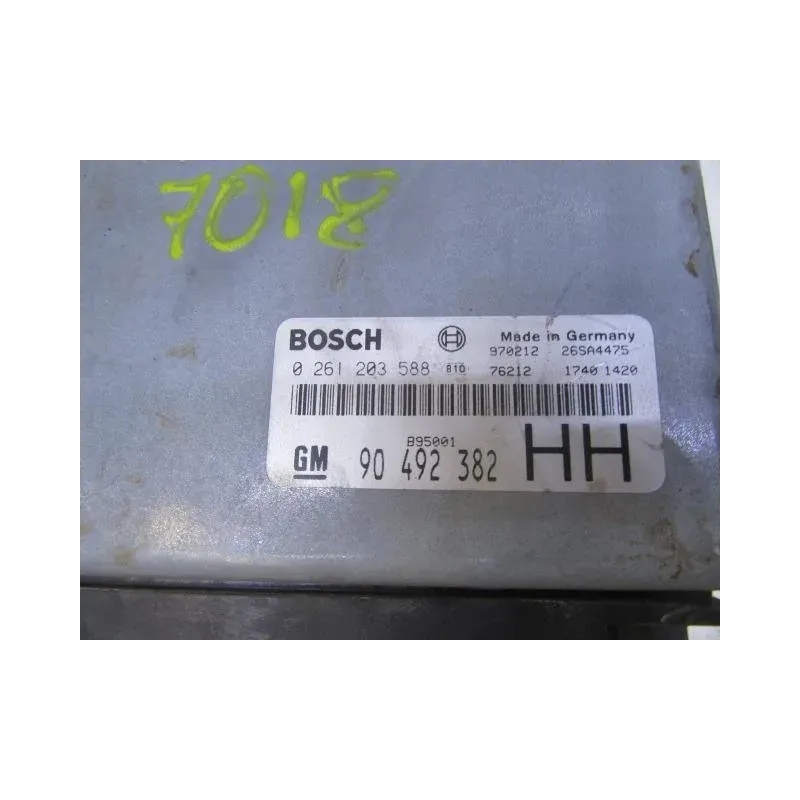 7018
BOSCH Made in Germany
970212 26SA4475
0 261 203 588 B10 76212 1740 1420
B95001
GM 90 492 382 HH